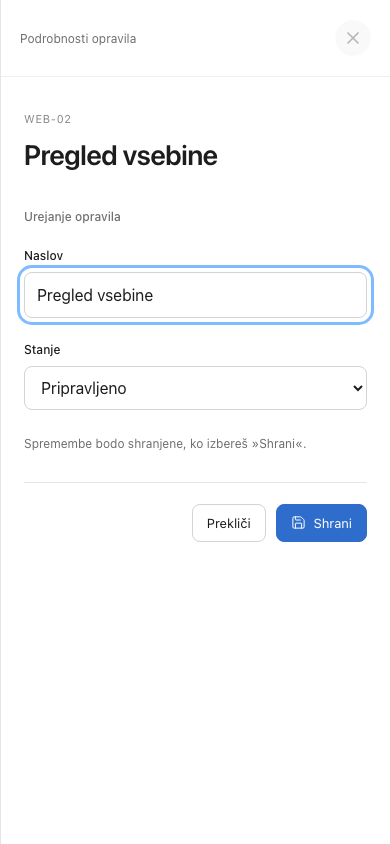 Podrobnosti opravila
WEB-02
Pregled vsebine
Urejanje opravila
Naslov
Pregled vsebine
Stanje
Pripravljeno
Spremembe bodo shranjene, ko izbereš »Shrani«.
Prekliči
Shrani